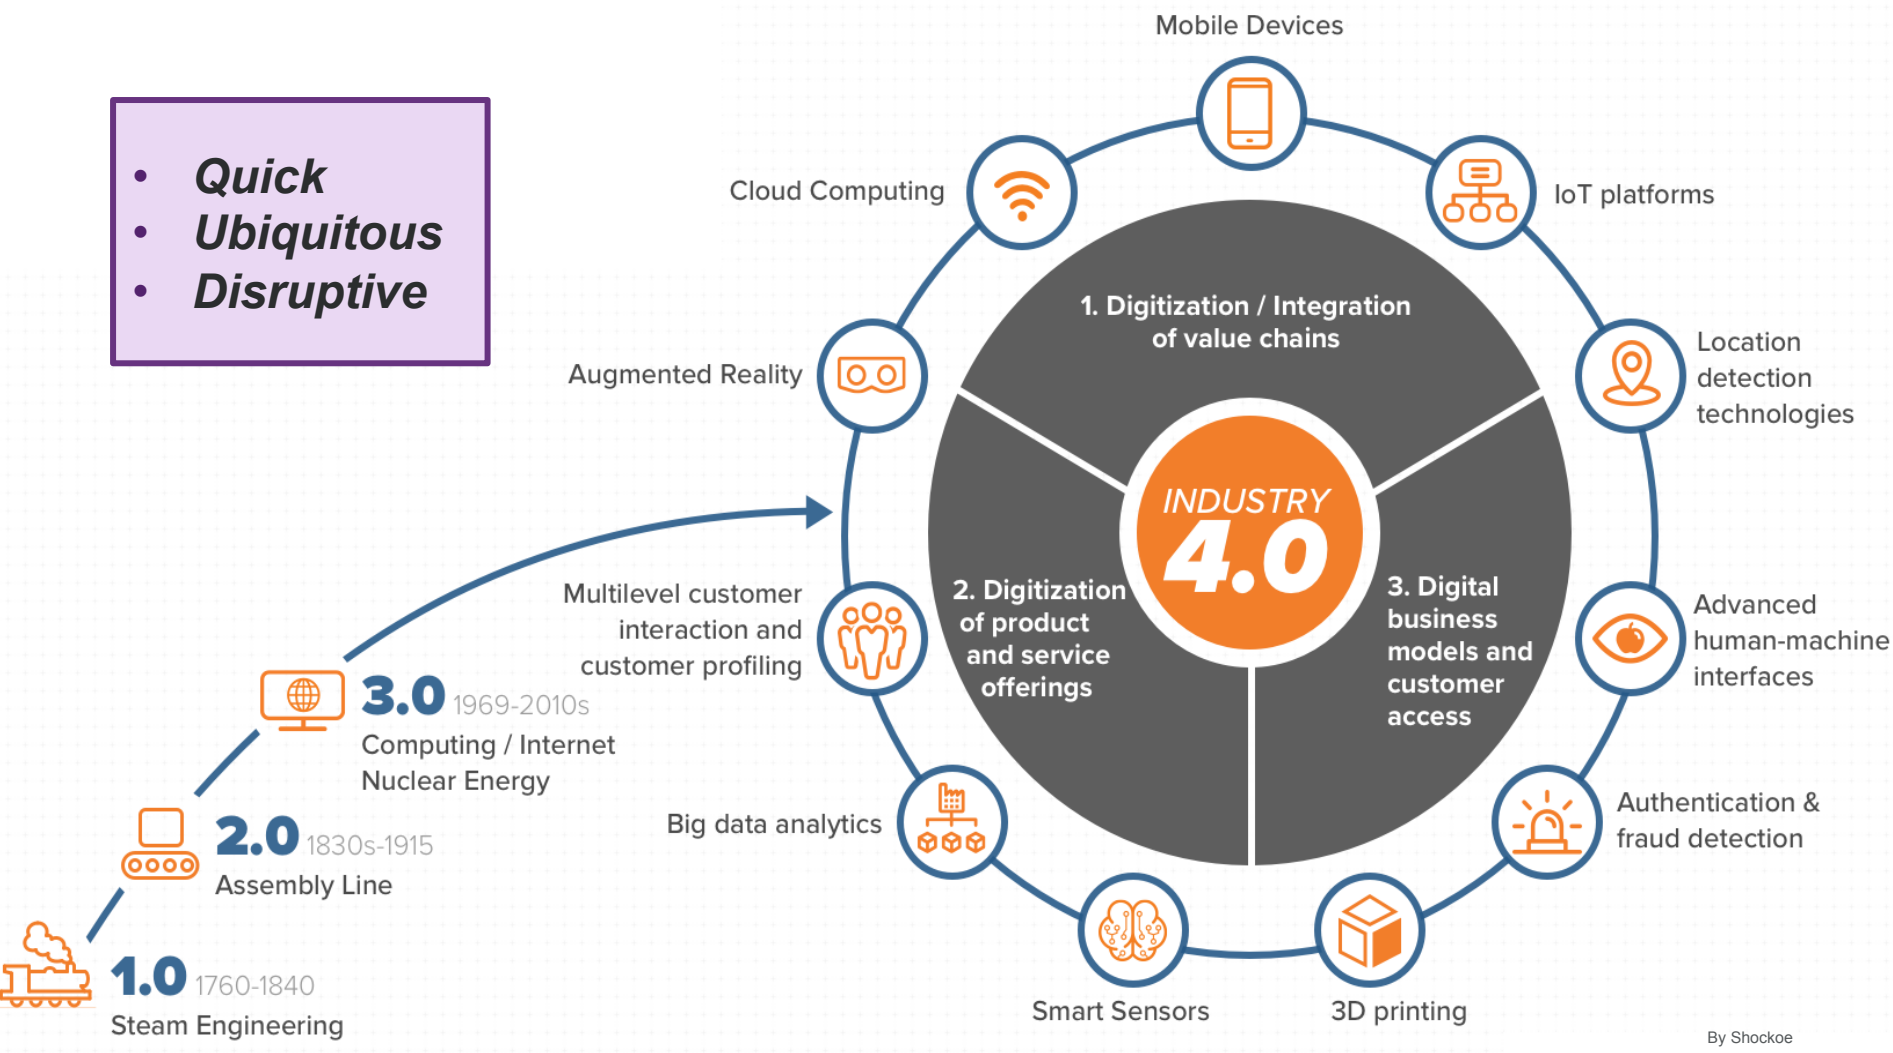 Mobile Devices
• Quick
• Ubiquitous
• Disruptive
Cloud Computing
IoT platforms
Augmented Reality
Location
detection
technologies
1. Digitization / Integration
of value chains
INDUSTRY
4.0
2. Digitization
of product
and service
offerings
3. Digital
business
models and
customer
access
Multilevel customer
interaction and
customer profiling
Advanced
human-machine
interfaces
Big data analytics
Authentication &
fraud detection
Smart Sensors
3D printing
3.0 1969-2010s
Computing / Internet
Nuclear Energy
2.0 1830s-1915
Assembly Line
1.0 1760-1840
Steam Engineering
By Shockoe